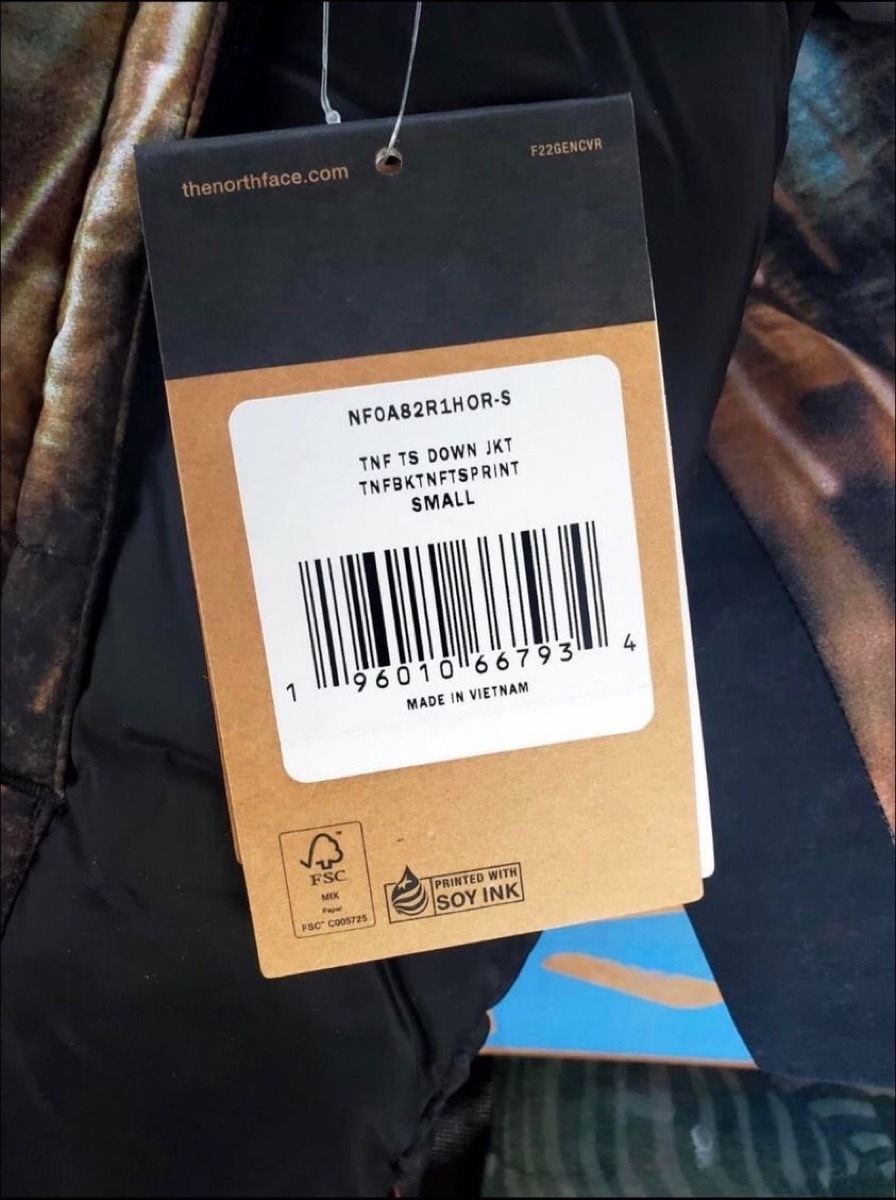 thenorthface.com
F22GENCVR
NF0A82R1HOR-S
TNF TS DOWN JKT
TNFBKTNFTSPRINT
SMALL
1 96010 66793 4
MADE IN VIETNAM
FSC
MIX
Paper
FSC® C005725
PRINTED WITH
SOY INK